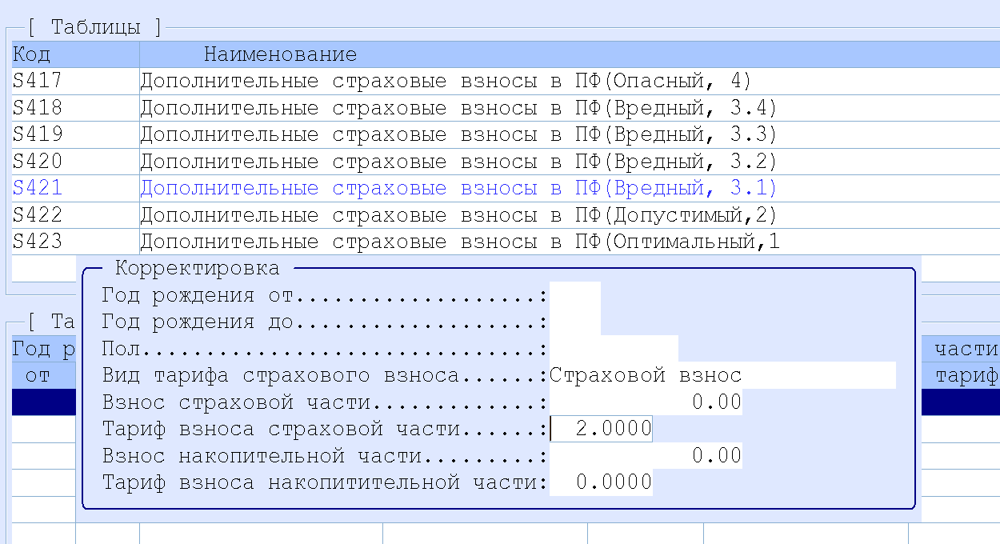 [ Таблицы ]
Код Наименование
S417 Дополнительные страховые взносы в ПФ(Опасный, 4)
S418 Дополнительные страховые взносы в ПФ(Вредный, 3.4)
S419 Дополнительные страховые взносы в ПФ(Вредный, 3.3)
S420 Дополнительные страховые взносы в ПФ(Вредный, 3.2)
S421 Дополнительные страховые взносы в ПФ(Вредный, 3.1)
S422 Дополнительные страховые взносы в ПФ(Допустимый,2)
S423 Дополнительные страховые взносы в ПФ(Оптимальный,1
Корректировка
Год рождения от...................:
[ Та Год рождения до...................:
Год р Пол...............................: части
от Вид тарифа страхового взноса......:Страховой взнос тариф
Взнос страховой части.............: 0.00
Тариф взноса страховой части......: 2.0000
Взнос накопительной части.........: 0.00
Тариф взноса накопитительной части: 0.0000